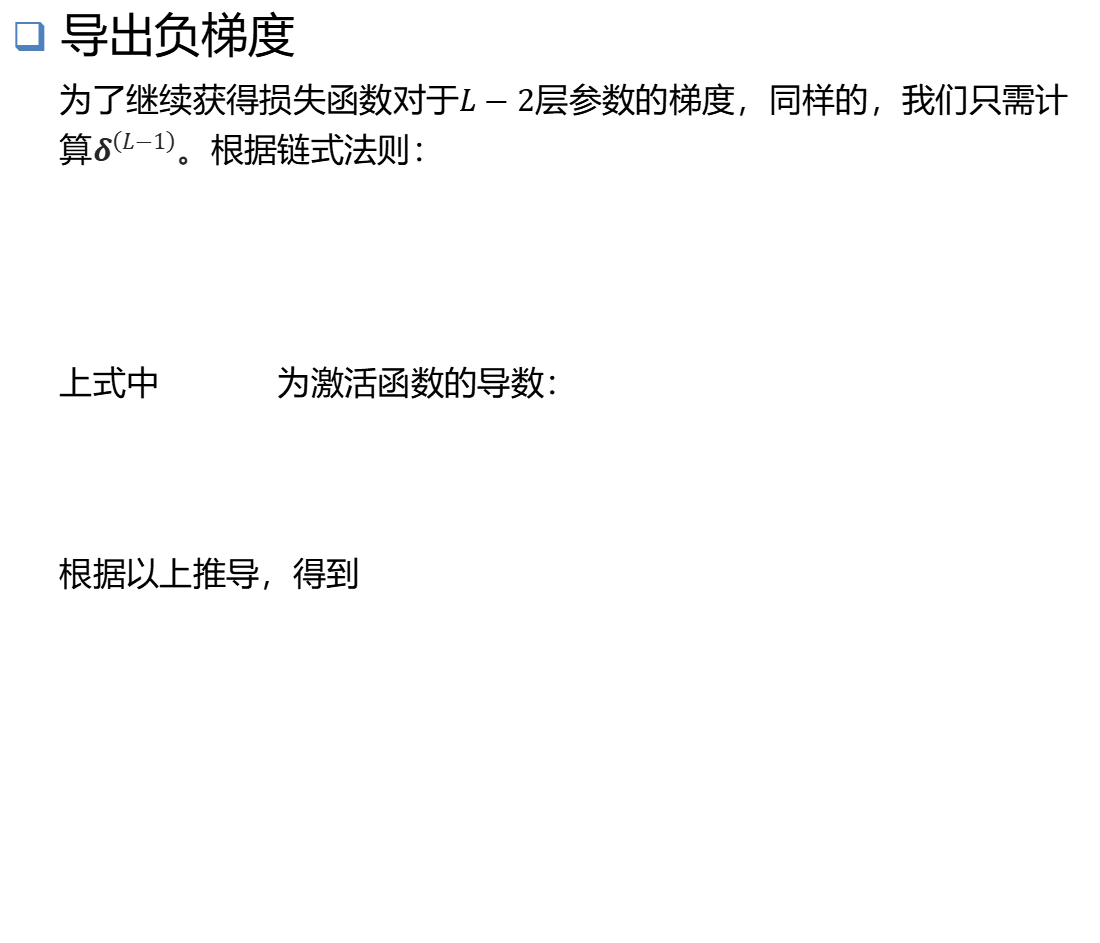 导出负梯度
为了继续获得损失函数对于L − 2层参数的梯度，同样的，我们只需计
算δ^(L−1)。根据链式法则：
上式中 为激活函数的导数：
根据以上推导，得到